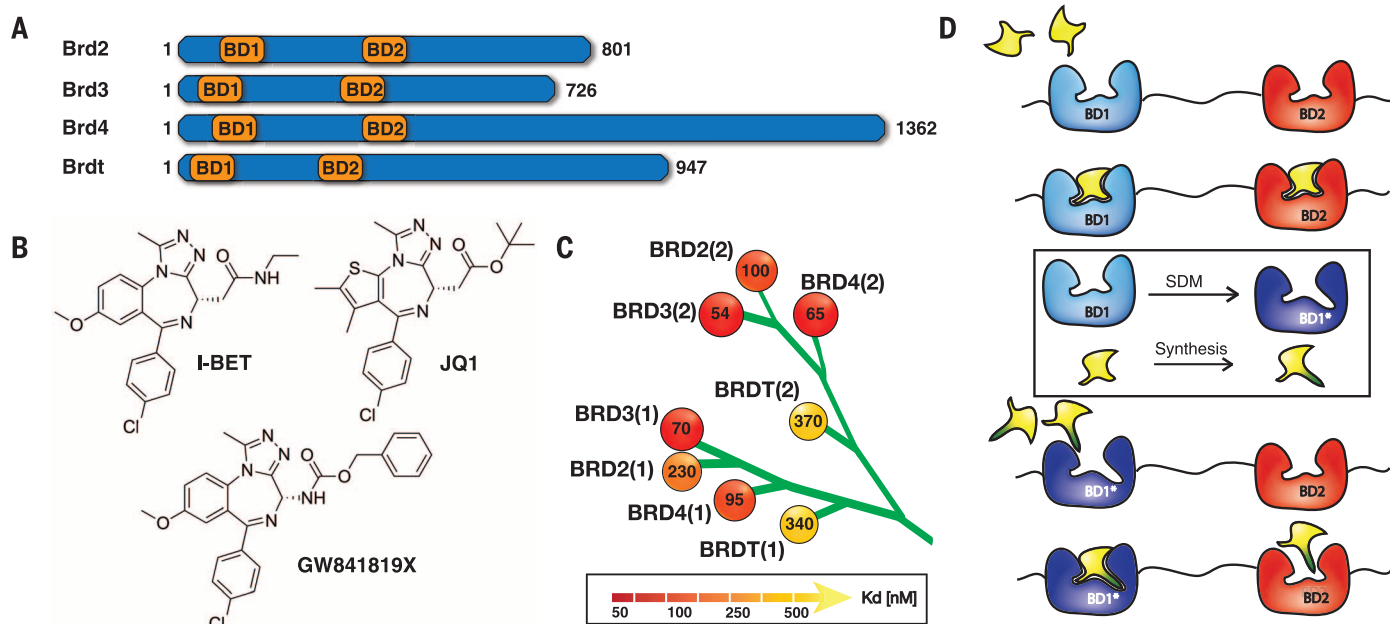 A
Brd2 1 BD1 BD2 801
Brd3 1 BD1 BD2 726
Brd4 1 BD1 BD2 1362
Brdt 1 BD1 BD2 947
B
N N
N
N
O
HN
O
Cl
I-BET
N N
N
S
N
O
O
Cl
JQ1
N N
N
O
N
NH
O
O
Cl
GW841819X
C
BRD2(2)
100
BRD4(2)
BRD3(2) 54
65
BRDT(2)
370
BRD3(1)
70
BRD2(1) 230
BRD4(1) 95
BRDT(1) 340
Kd [nM]
50 100 250 500
D
BD1 BD2
BD1 BD2
BD1 SDM BD1*
Synthesis
BD1* BD2
BD1* BD2